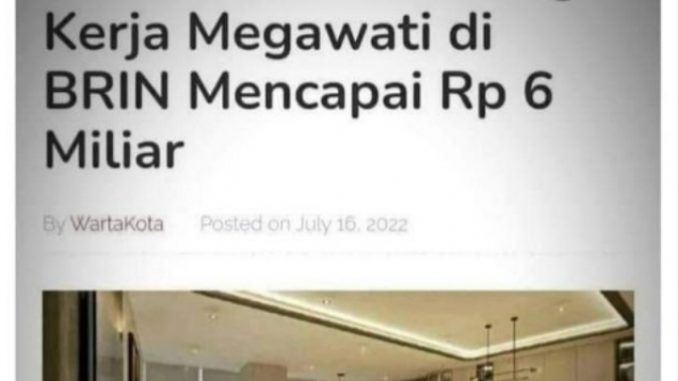 Kerja Megawati di
BRIN Mencapai Rp 6
Miliar
By WartaKota Posted on July 16, 2022